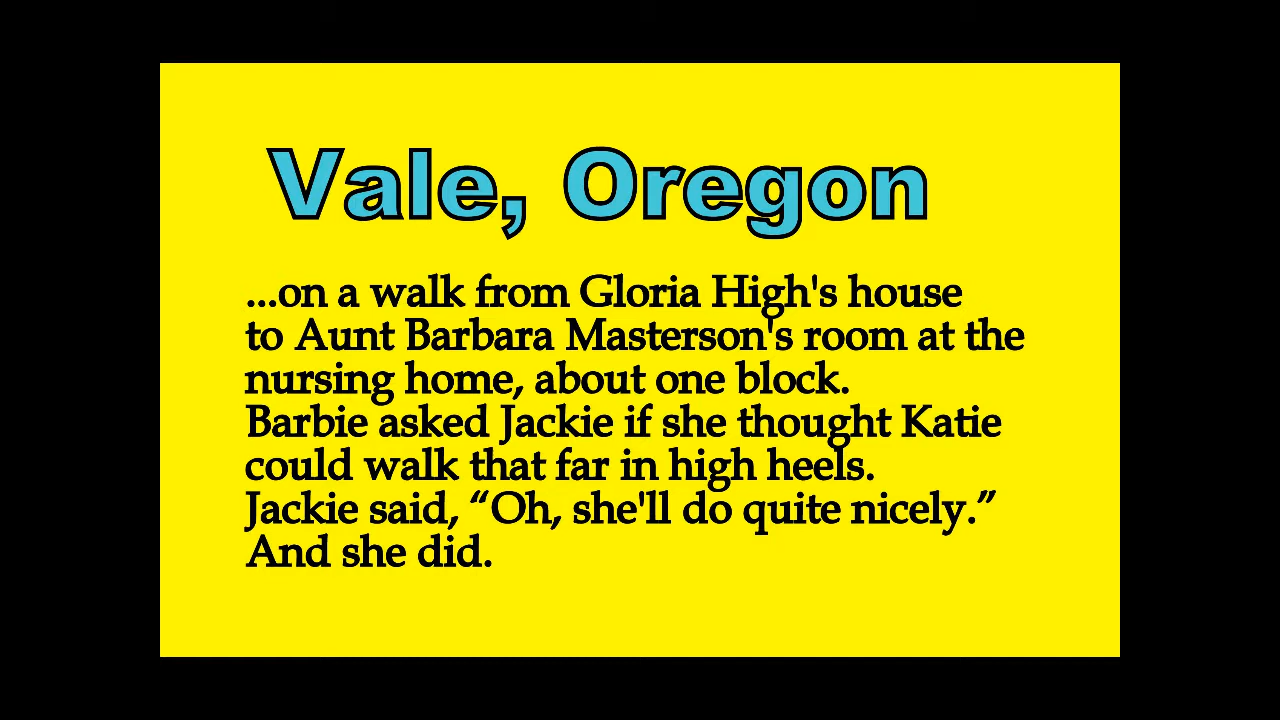 Vale, Oregon
...on a walk from Gloria High's house
to Aunt Barbara Masterson's room at the
nursing home, about one block.
Barbie asked Jackie if she thought Katie
could walk that far in high heels.
Jackie said, “Oh, she'll do quite nicely.”
And she did.